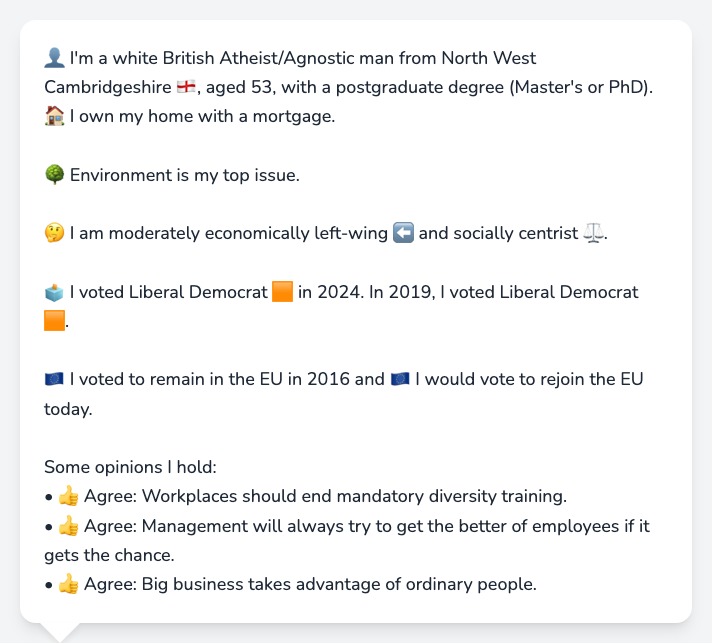 👤 I'm a white British Atheist/Agnostic man from North West
Cambridgeshire 🏴󠁧󠁢󠁥󠁮󠁧󠁿, aged 53, with a postgraduate degree (Master's or PhD).
🏠 I own my home with a mortgage.
🌳 Environment is my top issue.
🤔 I am moderately economically left-wing ⬅️ and socially centrist ⚖️.
🗳️ I voted Liberal Democrat 🟧 in 2024. In 2019, I voted Liberal Democrat
🟧.
🇪🇺 I voted to remain in the EU in 2016 and 🇪🇺 I would vote to rejoin the EU
today.
Some opinions I hold:
• 👍 Agree: Workplaces should end mandatory diversity training.
• 👍 Agree: Management will always try to get the better of employees if it
gets the chance.
• 👍 Agree: Big business takes advantage of ordinary people.